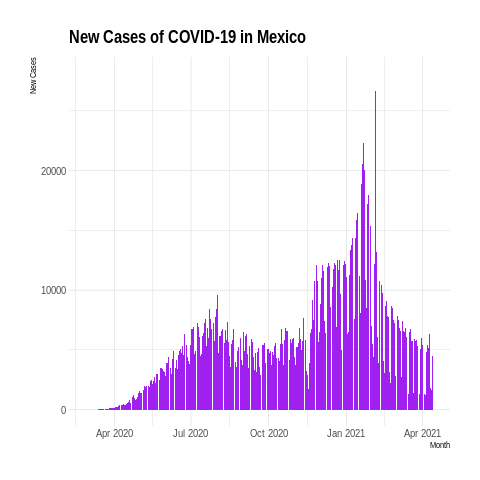 New Cases of COVID-19 in Mexico
New Cases
20000
10000
0
Apr 2020 Jul 2020 Oct 2020 Jan 2021 Apr 2021
Month